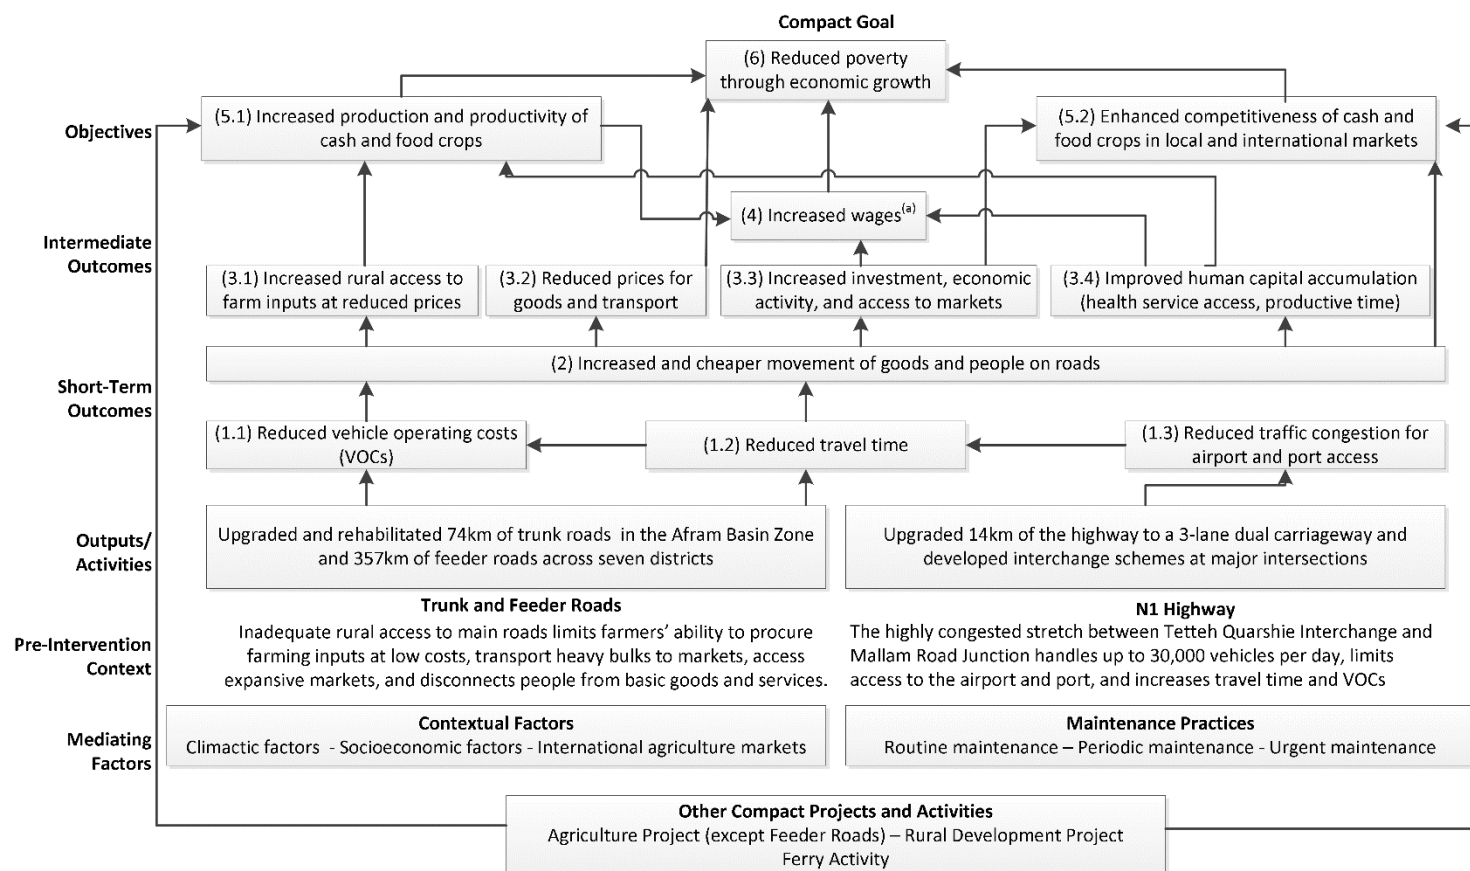 Compact Goal
(6) Reduced poverty
through economic growth
Objectives
(5.1) Increased production and productivity of
cash and food crops
(5.2) Enhanced competitiveness of cash and
food crops in local and international markets
(4) Increased wages(a)
Intermediate
Outcomes
(3.1) Increased rural access to
farm inputs at reduced prices
(3.2) Reduced prices for
goods and transport
(3.3) Increased investment, economic
activity, and access to markets
(3.4) Improved human capital accumulation
(health service access, productive time)
(2) Increased and cheaper movement of goods and people on roads
Short-Term
Outcomes
(1.1) Reduced vehicle operating costs
(VOCs)
(1.2) Reduced travel time
(1.3) Reduced traffic congestion for
airport and port access
Outputs/
Activities
Upgraded and rehabilitated 74km of trunk roads in the Afram Basin Zone
and 357km of feeder roads across seven districts
Upgraded 14km of the highway to a 3-lane dual carriageway and
developed interchange schemes at major intersections
Pre-Intervention
Context
Trunk and Feeder Roads
Inadequate rural access to main roads limits farmers’ ability to procure
farming inputs at low costs, transport heavy bulks to markets, access
expansive markets, and disconnects people from basic goods and services.
N1 Highway
The highly congested stretch between Tetteh Quarshie Interchange and
Mallam Road Junction handles up to 30,000 vehicles per day, limits
access to the airport and port, and increases travel time and VOCs
Mediating
Factors
Contextual Factors
Climactic factors - Socioeconomic factors - International agriculture markets
Maintenance Practices
Routine maintenance – Periodic maintenance - Urgent maintenance
Other Compact Projects and Activities
Agriculture Project (except Feeder Roads) – Rural Development Project
Ferry Activity